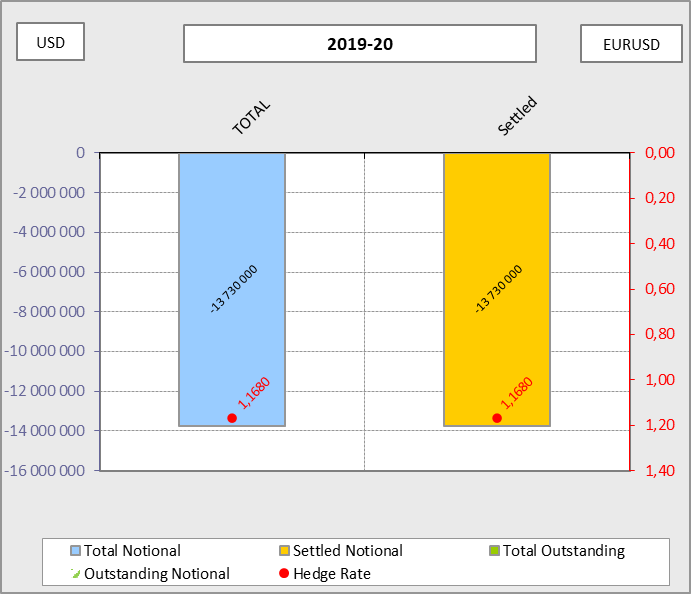 USD
2019-20
EURUSD
TOTAL
Settled
0
-2 000 000
-4 000 000
-6 000 000
-8 000 000
-10 000 000
-12 000 000
-14 000 000
-16 000 000
-13 730 000
-13 730 000
1,1680
1,1680
0,00
0,20
0,40
0,60
0,80
1,00
1,20
1,40
Total Notional
Settled Notional
Total Outstanding
Outstanding Notional
Hedge Rate